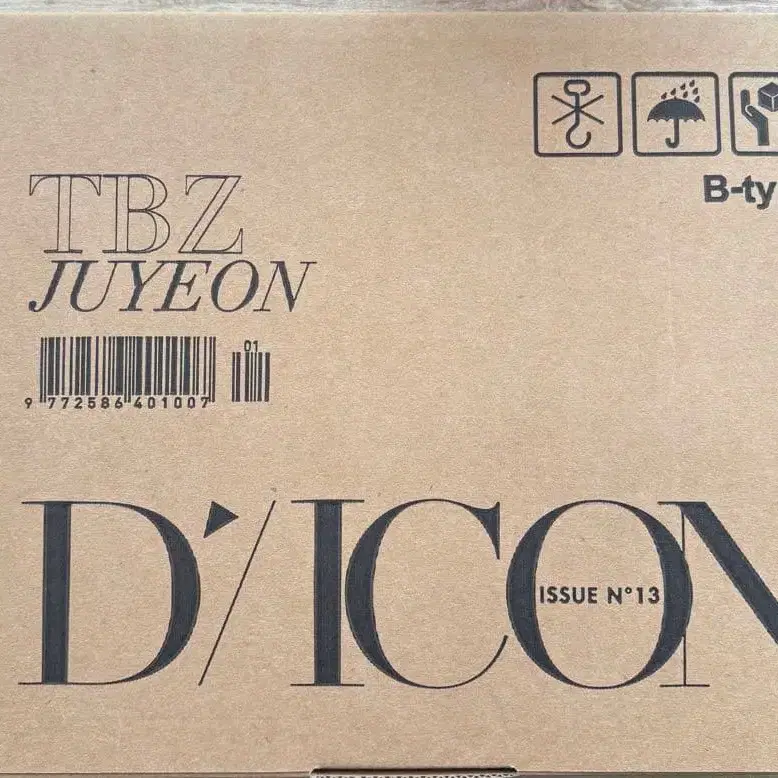 B-ty
TBZ
JUYEON
01
9 772586 401007
D'/ICON
ISSUE N°13